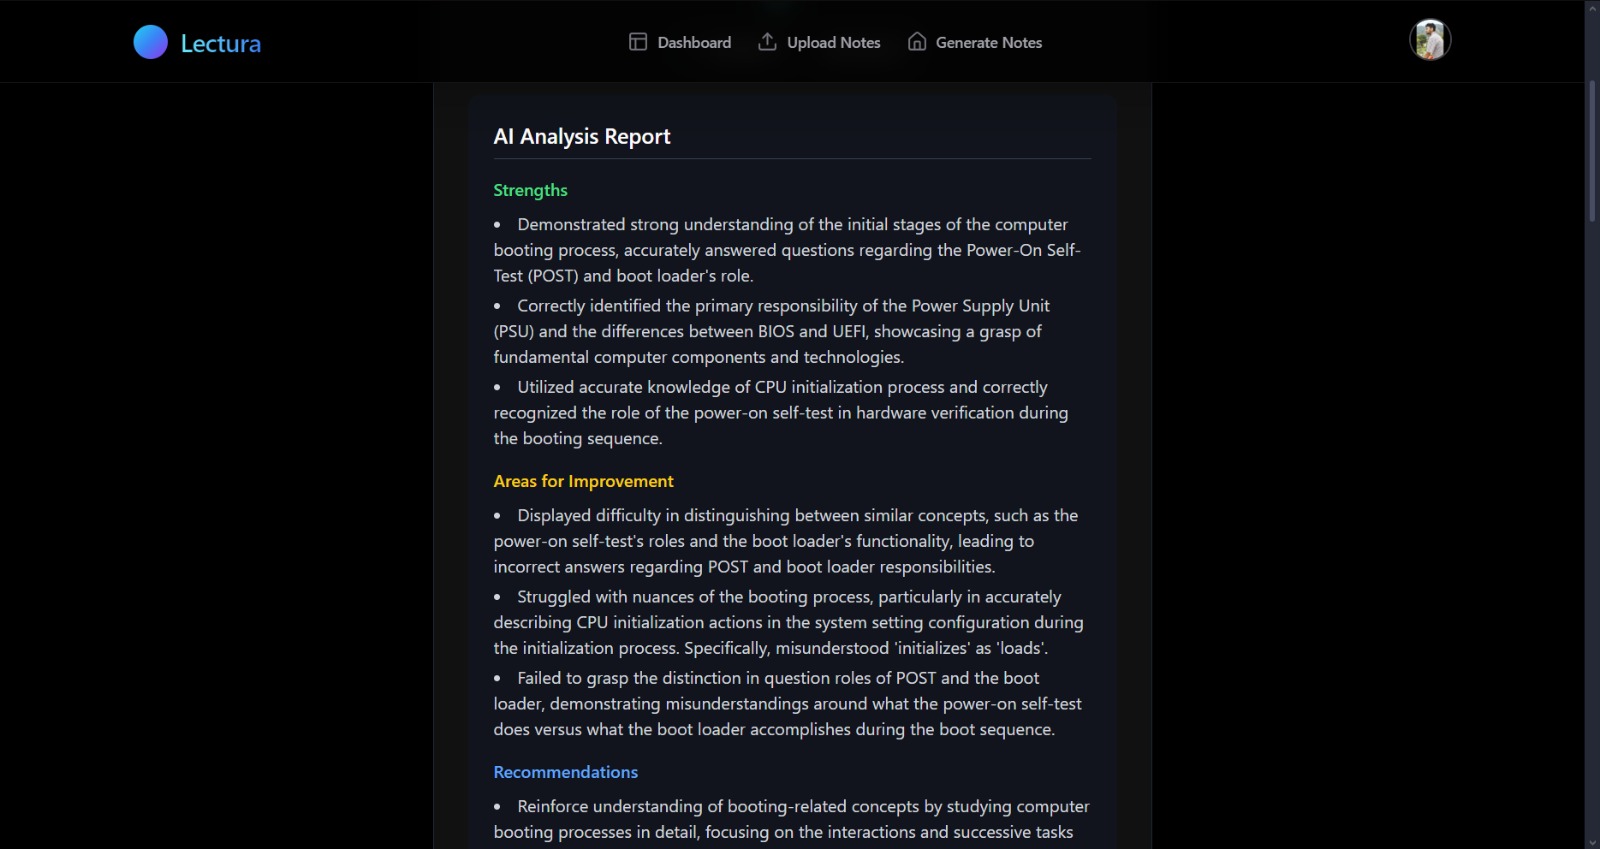 Lectura
Dashboard
Upload Notes
Generate Notes
AI Analysis Report
Strengths
• Demonstrated strong understanding of the initial stages of the computer
booting process, accurately answered questions regarding the Power-On Self-
Test (POST) and boot loader's role.
• Correctly identified the primary responsibility of the Power Supply Unit
(PSU) and the differences between BIOS and UEFI, showcasing a grasp of
fundamental computer components and technologies.
• Utilized accurate knowledge of CPU initialization process and correctly
recognized the role of the power-on self-test in hardware verification during
the booting sequence.
Areas for Improvement
• Displayed difficulty in distinguishing between similar concepts, such as the
power-on self-test's roles and the boot loader's functionality, leading to
incorrect answers regarding POST and boot loader responsibilities.
• Struggled with nuances of the booting process, particularly in accurately
describing CPU initialization actions in the system setting configuration during
the initialization process. Specifically, misunderstood 'initializes' as 'loads'.
• Failed to grasp the distinction in question roles of POST and the boot
loader, demonstrating misunderstandings around what the power-on self-test
does versus what the boot loader accomplishes during the boot sequence.
Recommendations
• Reinforce understanding of booting-related concepts by studying computer
booting processes in detail, focusing on the interactions and successive tasks